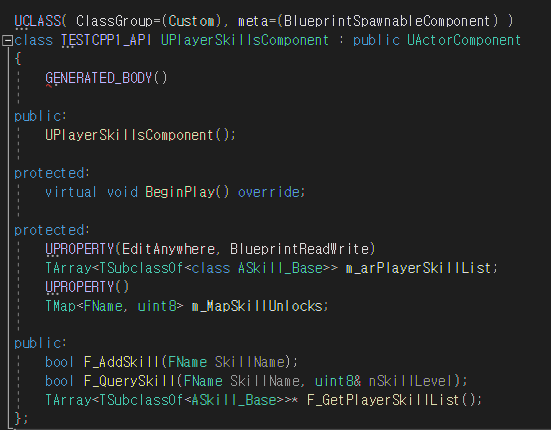 UCLASS( ClassGroup=(Custom), meta=(BlueprintSpawnableComponent) )
class TESTCPP1_API UPlayerSkillsComponent : public UActorComponent
{
GENERATED_BODY()
public:
UPlayerSkillsComponent();
protected:
virtual void BeginPlay() override;
protected:
UPROPERTY(EditAnywhere, BlueprintReadWrite)
TArray<TSubclassOf<class ASkill_Base>> m_arPlayerSkillList;
UPROPERTY()
TMap<FName, uint8> m_MapSkillUnlocks;
public:
bool F_AddSkill(FName SkillName);
bool F_QuerySkill(FName SkillName, uint8& nSkillLevel);
TArray<TSubclassOf<ASkill_Base>>* F_GetPlayerSkillList();
};